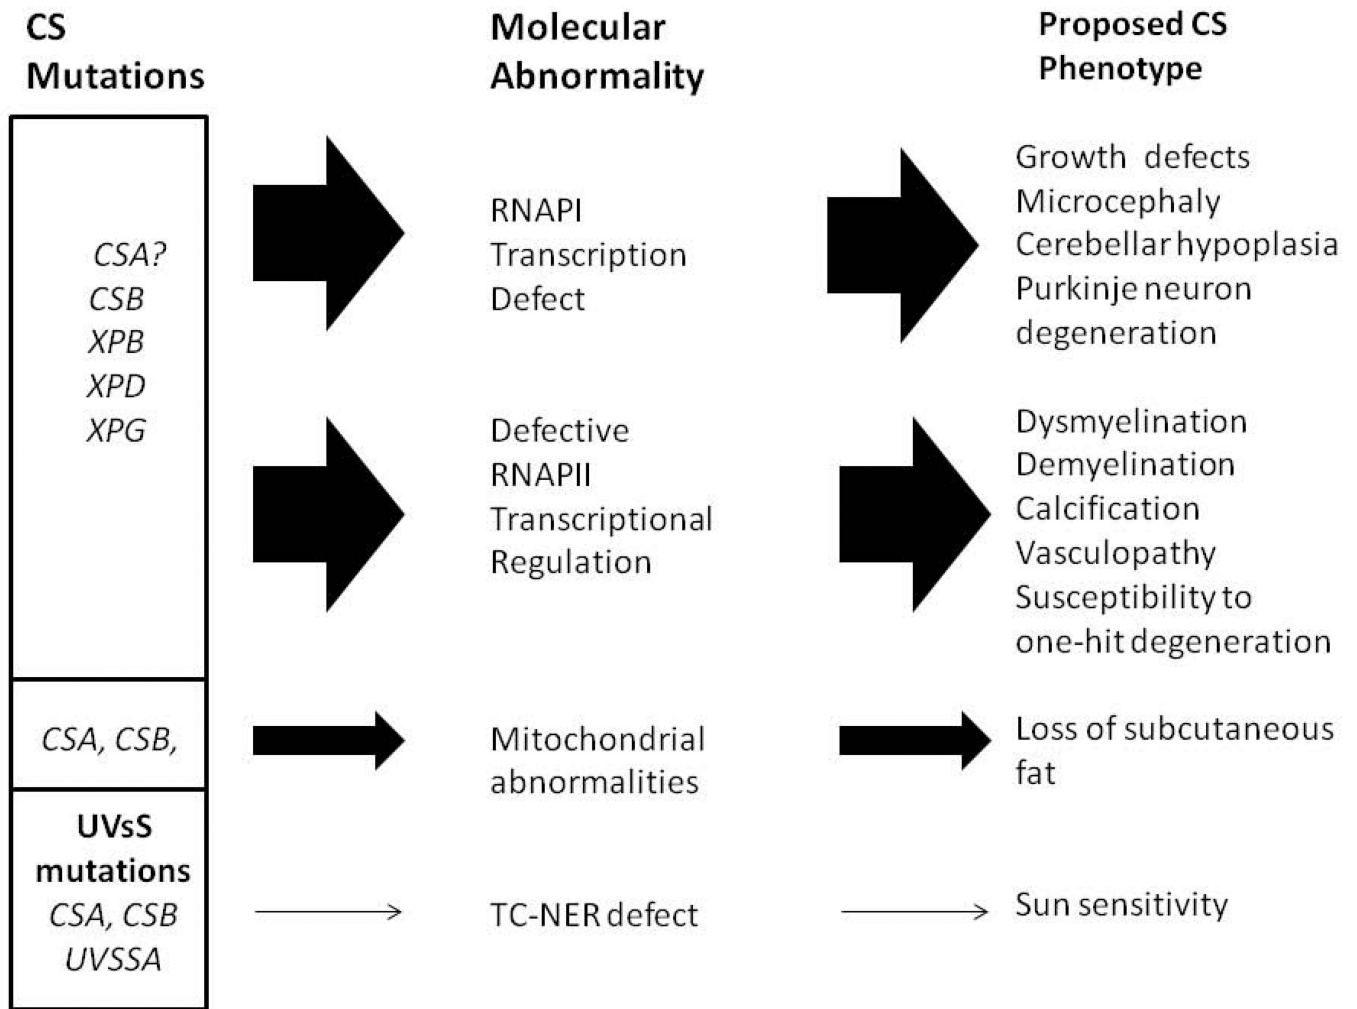 CS
Mutations
Molecular
Abnormality
Proposed CS
Phenotype
CSA?
CSB
XPB
XPD
XPG
RNAPI
Transcription
Defect
Growth defects
Microcephaly
Cerebellar hypoplasia
Purkinje neuron
degeneration
Defective
RNAPII
Transcriptional
Regulation
Dysmyelination
Demyelination
Calcification
Vasculopathy
Susceptibility to
one-hit degeneration
CSA, CSB,
Mitochondrial
abnormalities
Loss of subcutaneous
fat
UVsS
mutations
CSA, CSB
UVSSA
TC-NER defect
Sun sensitivity